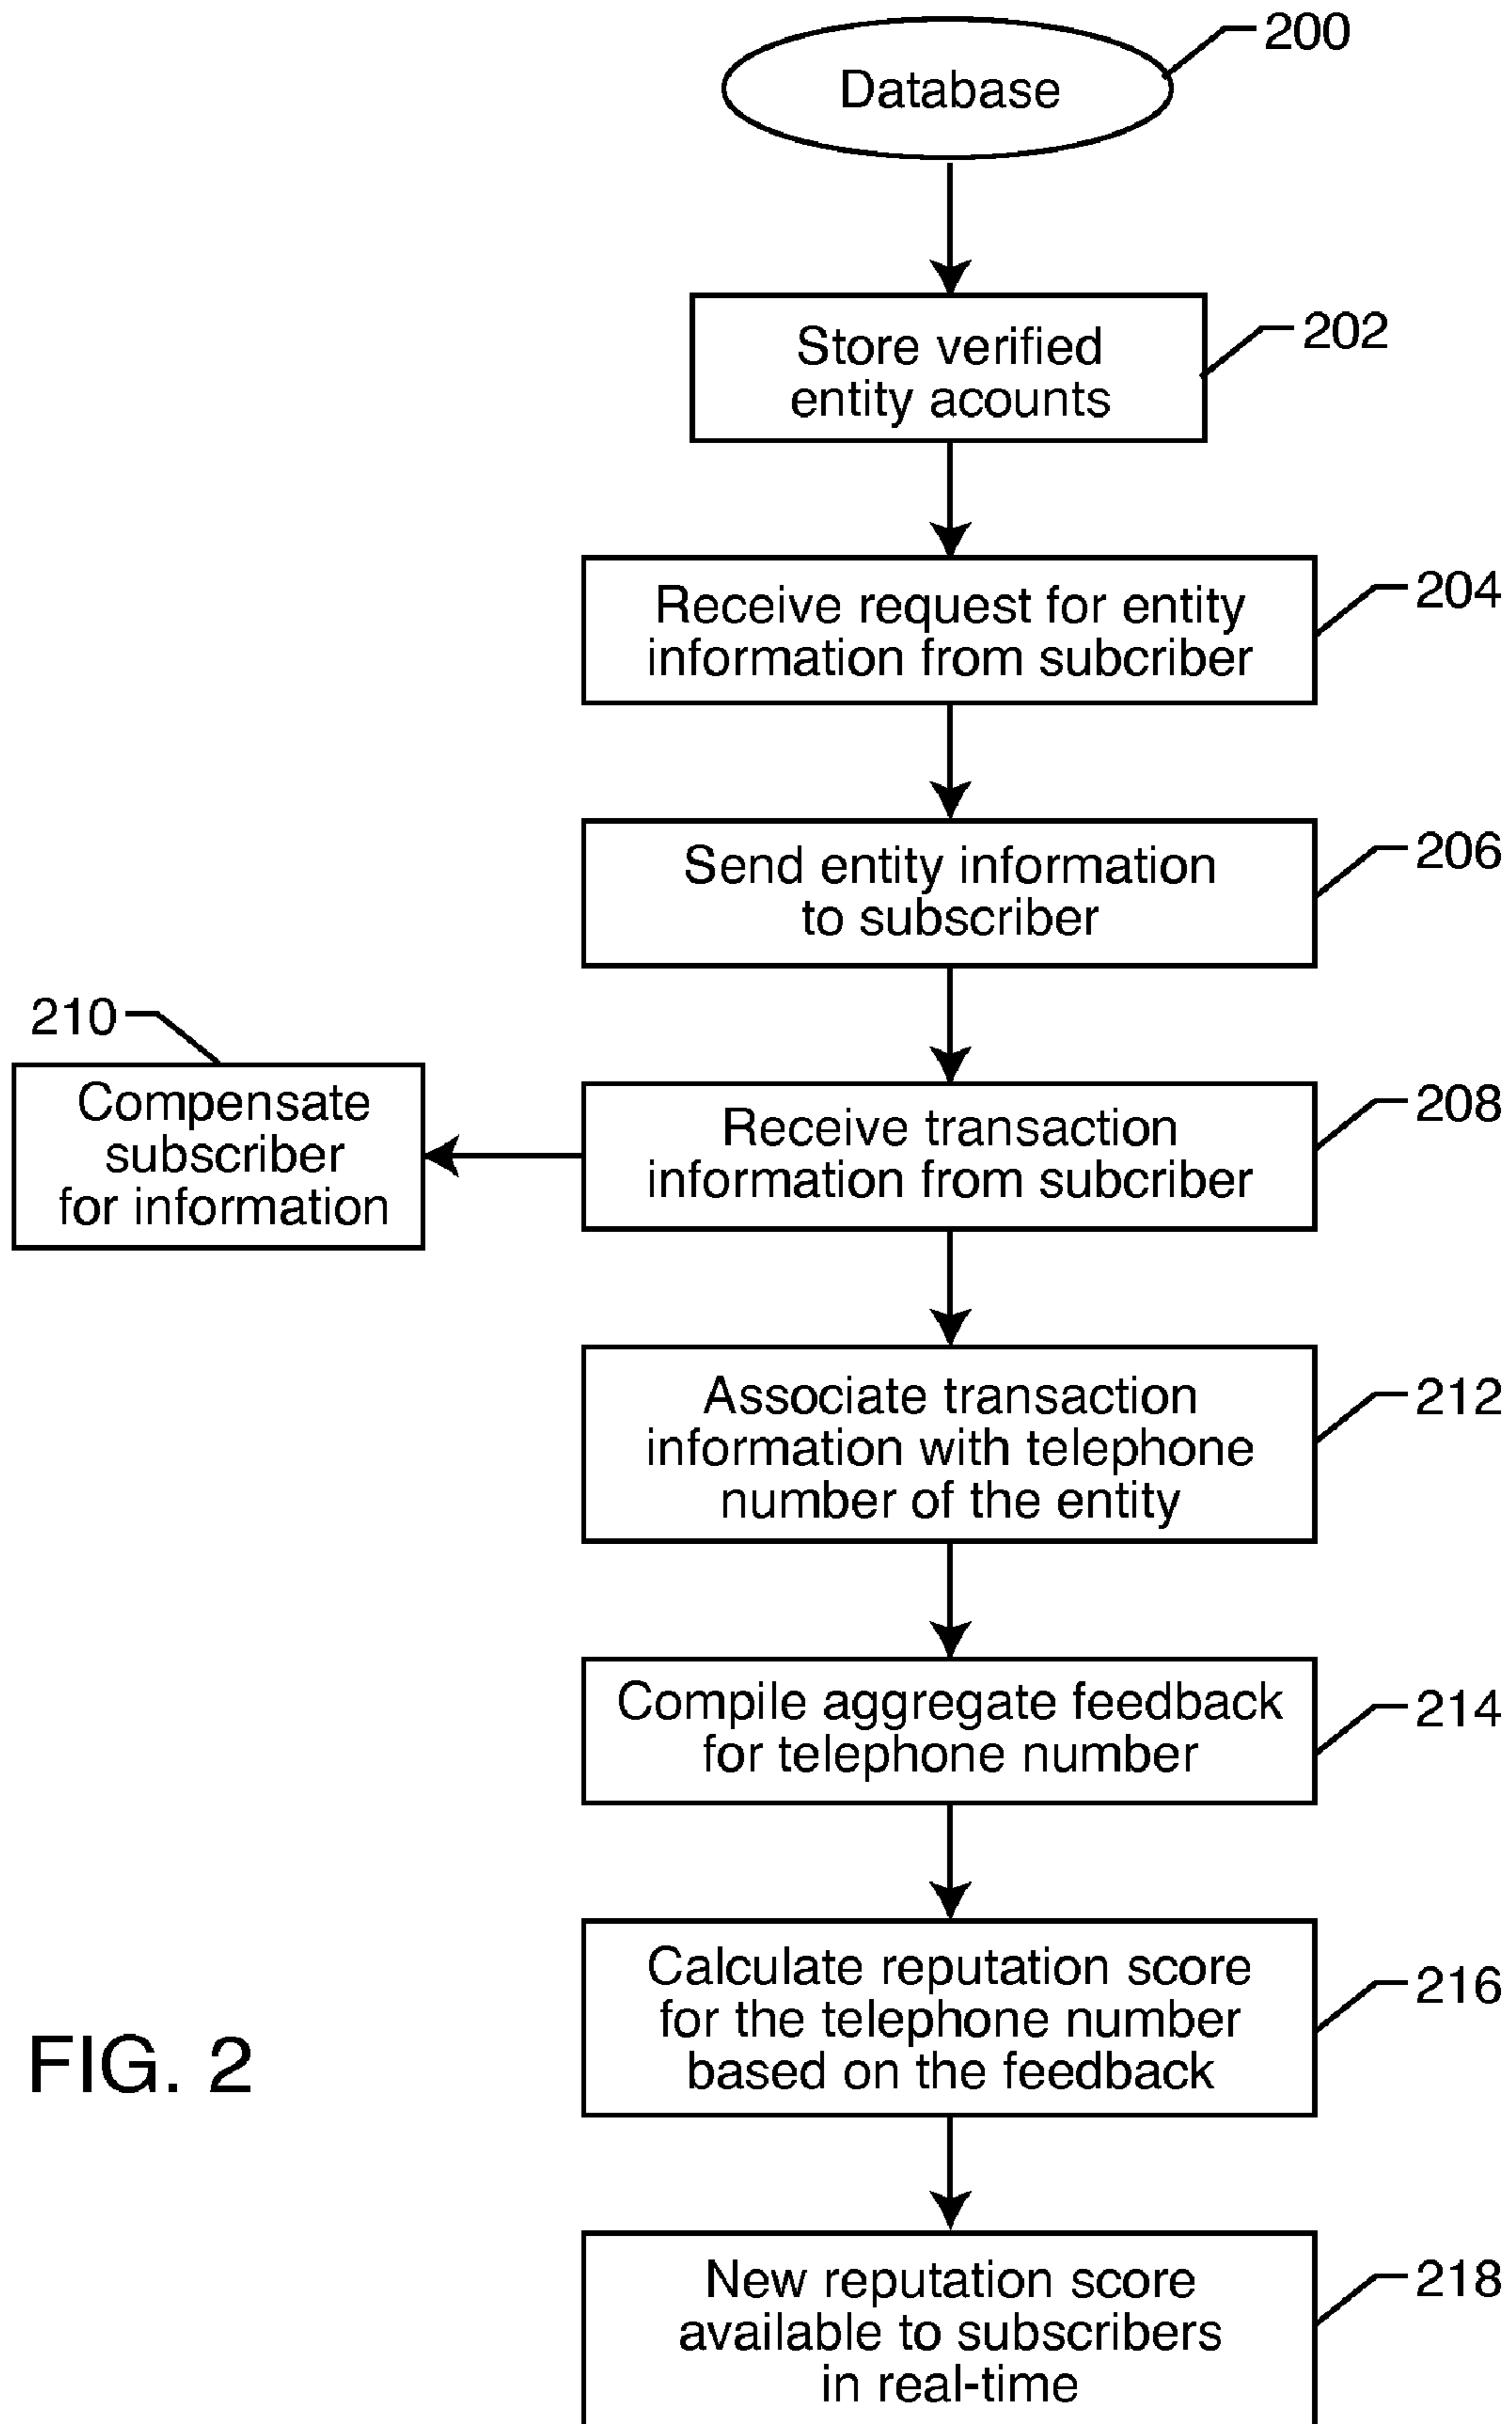 200
Database
202
Store verified
entity acounts
204
Receive request for entity
information from subcriber
206
Send entity information
to subscriber
210
Compensate
subscriber
for information
208
Receive transaction
information from subcriber
212
Associate transaction
information with telephone
number of the entity
214
Compile aggregate feedback
for telephone number
216
Calculate reputation score
for the telephone number
based on the feedback
FIG. 2
218
New reputation score
available to subscribers
in real-time